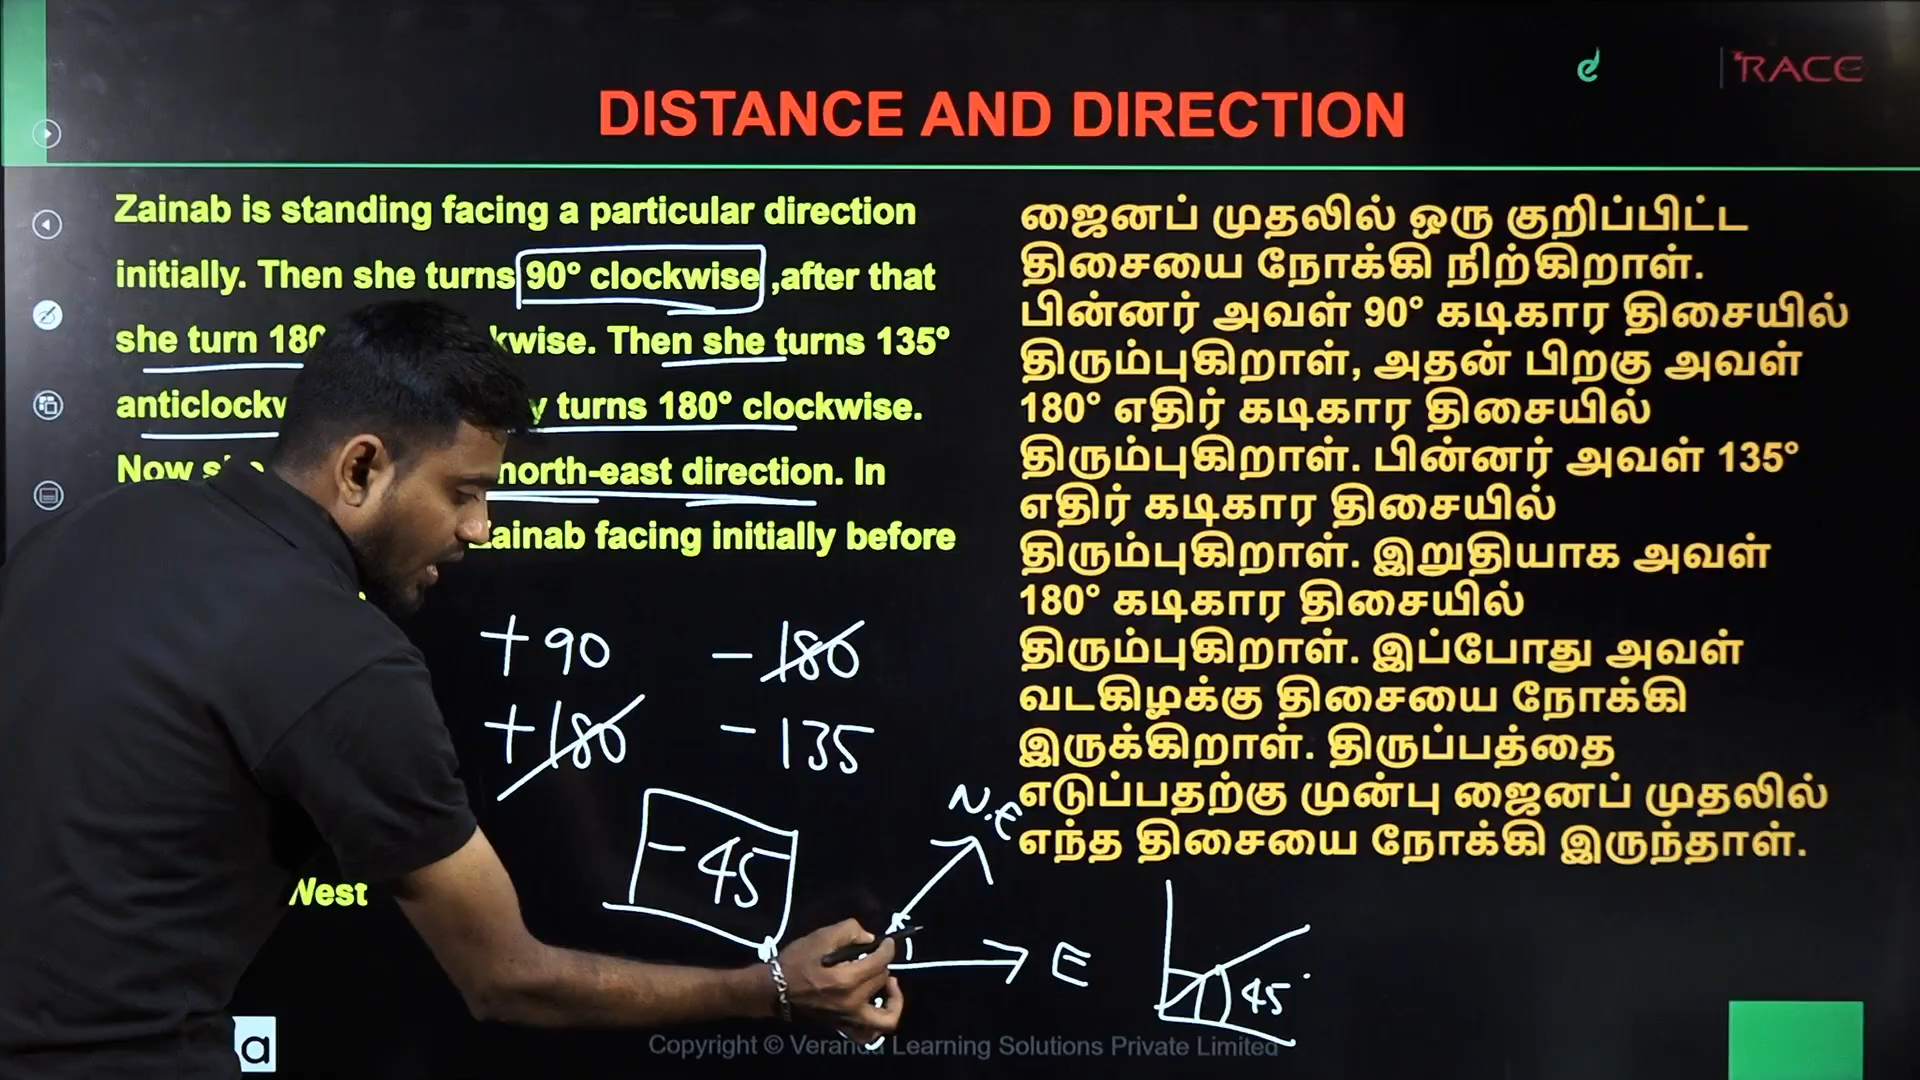 RACE
DISTANCE AND DIRECTION
Zainab is standing facing a particular direction
initially. Then she turns 90° clockwise ,after that
she turn 180 kwise. Then she turns 135°
anticlockw y turns 180° clockwise.
Now she north-east direction. In
Zainab facing initially before
West
ஜைனப் முதலில் ஒரு குறிப்பிட்ட
திசையை நோக்கி நிற்கிறாள்.
பின்னர் அவள் 90° கடிகார திசையில்
திரும்புகிறாள், அதன் பிறகு அவள்
180° எதிர் கடிகார திசையில்
திரும்புகிறாள். பின்னர் அவள் 135°
எதிர் கடிகார திசையில்
திரும்புகிறாள். இறுதியாக அவள்
180° கடிகார திசையில்
திரும்புகிறாள். இப்போது அவள்
வடகிழக்கு திசையை நோக்கி
இருக்கிறாள். திருப்பத்தை
எடுப்பதற்கு முன்பு ஜைனப் முதலில்
எந்த திசையை நோக்கி இருந்தாள்.
+90 -180
+180 -135
-45
N.E
E
45
a
Copyright © Veranda Learning Solutions Private Limited